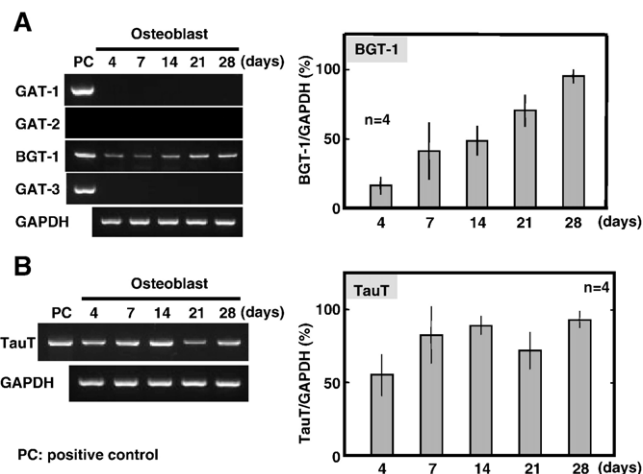 A
Osteoblast
PC 4 7 14 21 28 (days)
GAT-1
GAT-2
BGT-1
GAT-3
GAPDH
BGT-1
n=4
BGT-1/GAPDH (%)
100
50
0
4 7 14 21 28 (days)
B
Osteoblast
PC 4 7 14 21 28 (days)
TauT
GAPDH
PC: positive control
TauT
n=4
TauT/GAPDH (%)
100
50
0
4 7 14 21 28 (days)